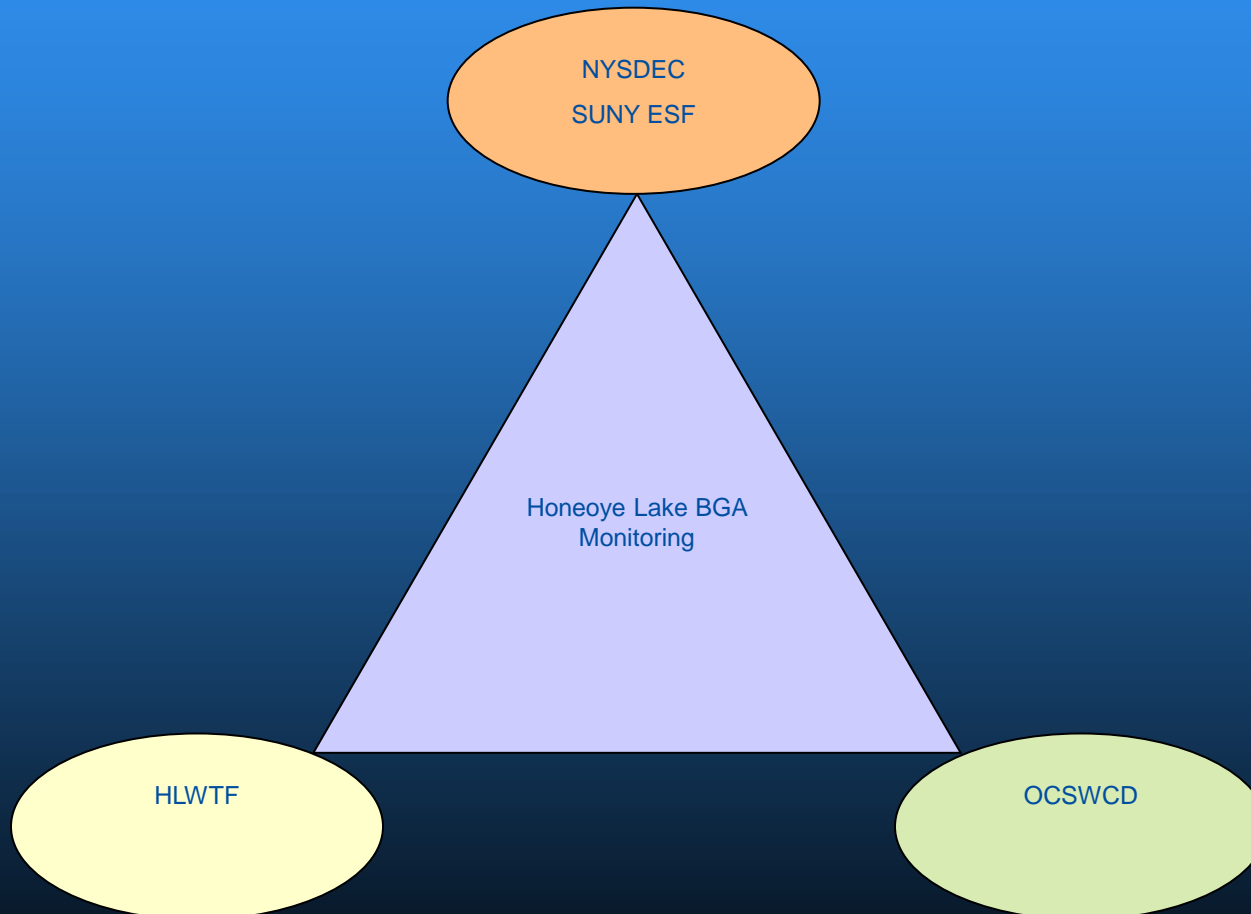 NYSDEC
SUNY ESF
Honeoye Lake BGA
Monitoring
HLWTF
OCSWCD